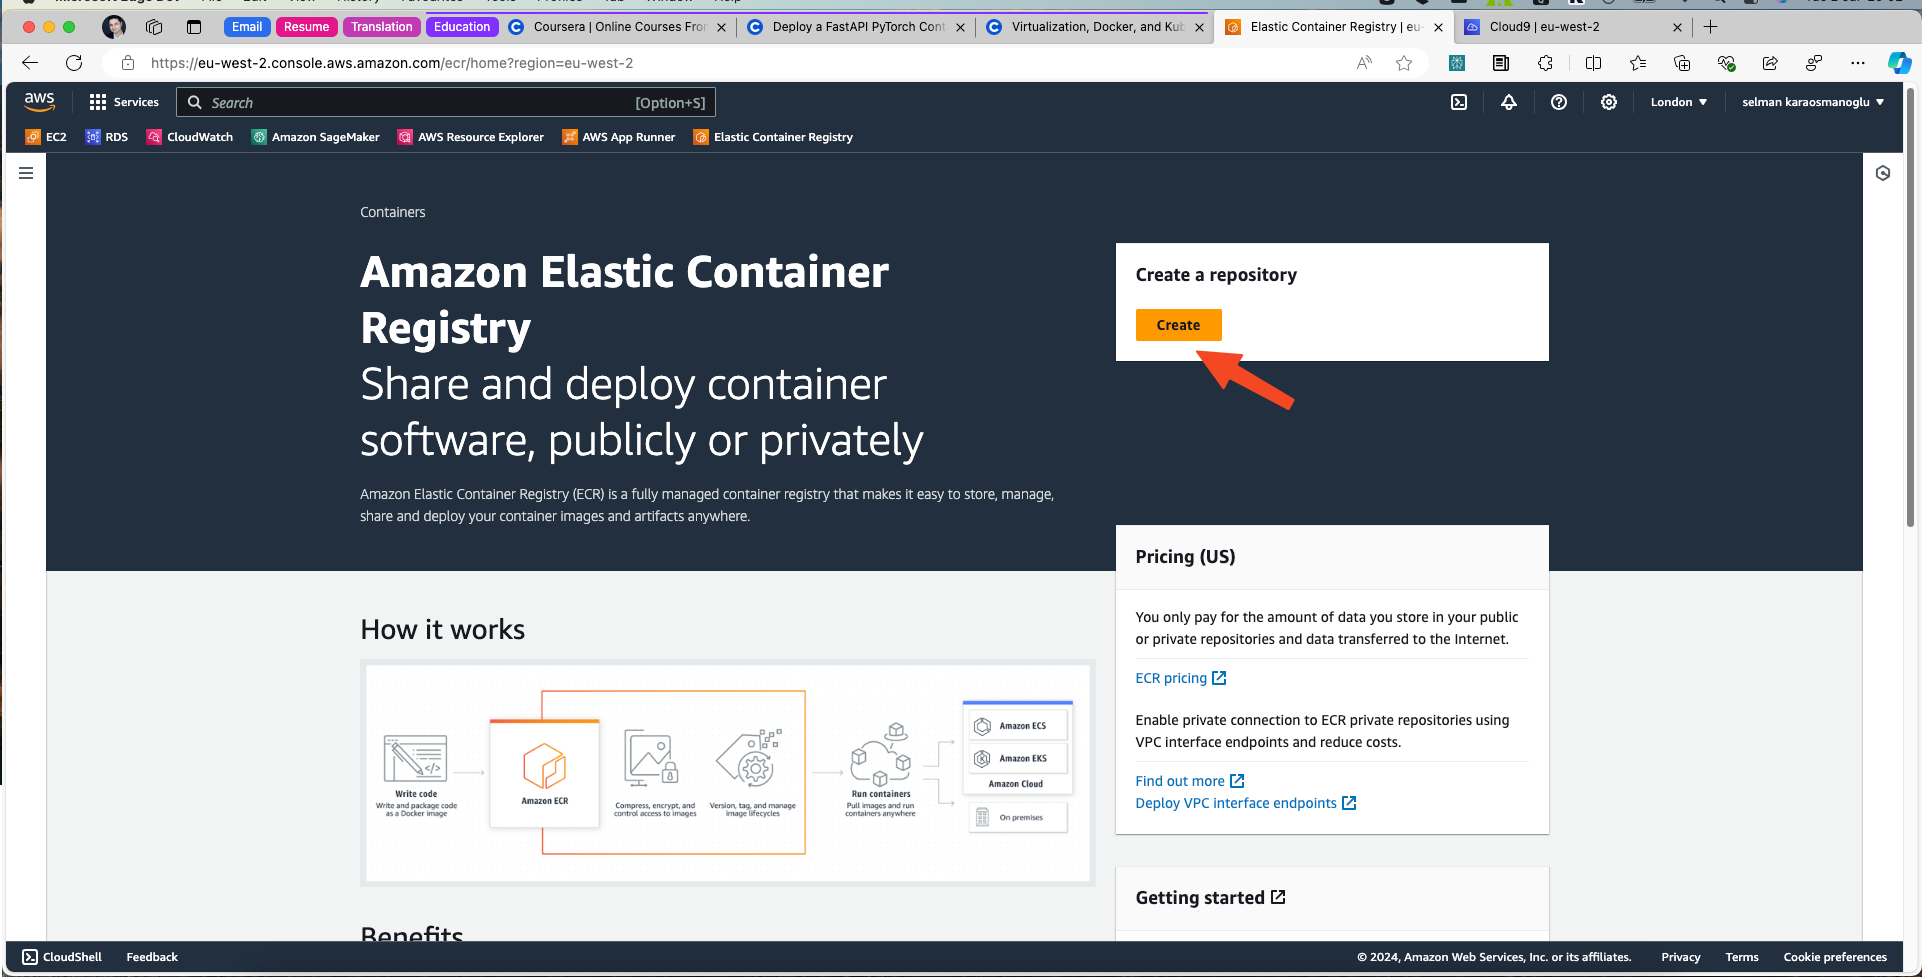 Email
Resume
Translation
Education
Coursera | Online Courses Fro
Deploy a FastAPI PyTorch Cont
Virtualization, Docker, and Kub
Elastic Container Registry | eu-
Cloud9 | eu-west-2
https://eu-west-2.console.aws.amazon.com/ecr/home?region=eu-west-2
aws
Services
Search
[Option+S]
London
selman karaosmanoglu
EC2
RDS
CloudWatch
Amazon SageMaker
AWS Resource Explorer
AWS App Runner
Elastic Container Registry
Containers
Amazon Elastic Container
Registry
Share and deploy container
software, publicly or privately
Amazon Elastic Container Registry (ECR) is a fully managed container registry that makes it easy to store, manage,
share and deploy your container images and artifacts anywhere.
Create a repository
Create
Pricing (US)
You only pay for the amount of data you store in your public
or private repositories and data transferred to the Internet.
ECR pricing
Enable private connection to ECR private repositories using
VPC interface endpoints and reduce costs.
Find out more
Deploy VPC interface endpoints
Getting started
How it works
Write code
Write and package code
as a Docker image
Amazon ECR
Compress, encrypt, and
control access to images
Version, tag, and manage
image lifecycles
Run containers
Pull images and run
containers anywhere
Amazon ECS
Amazon EKS
Amazon Cloud
On premises
Benefits
CloudShell
Feedback
© 2024, Amazon Web Services, Inc. or its affiliates.
Privacy
Terms
Cookie preferences